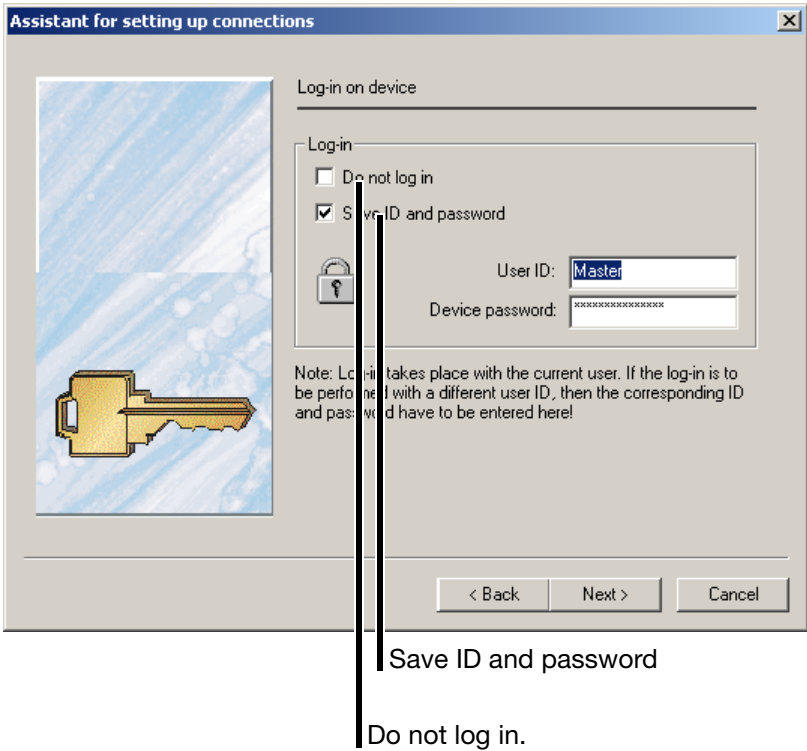 Assistant for setting up connections
Log-in on device
Log-in
Do not log in
Save ID and password
User ID: Master
Device password: ***************
Note: Log-in takes place with the current user. If the log-in is to
be performed with a different user ID, then the corresponding ID
and password have to be entered here!
< Back Next > Cancel
Save ID and password
Do not log in.